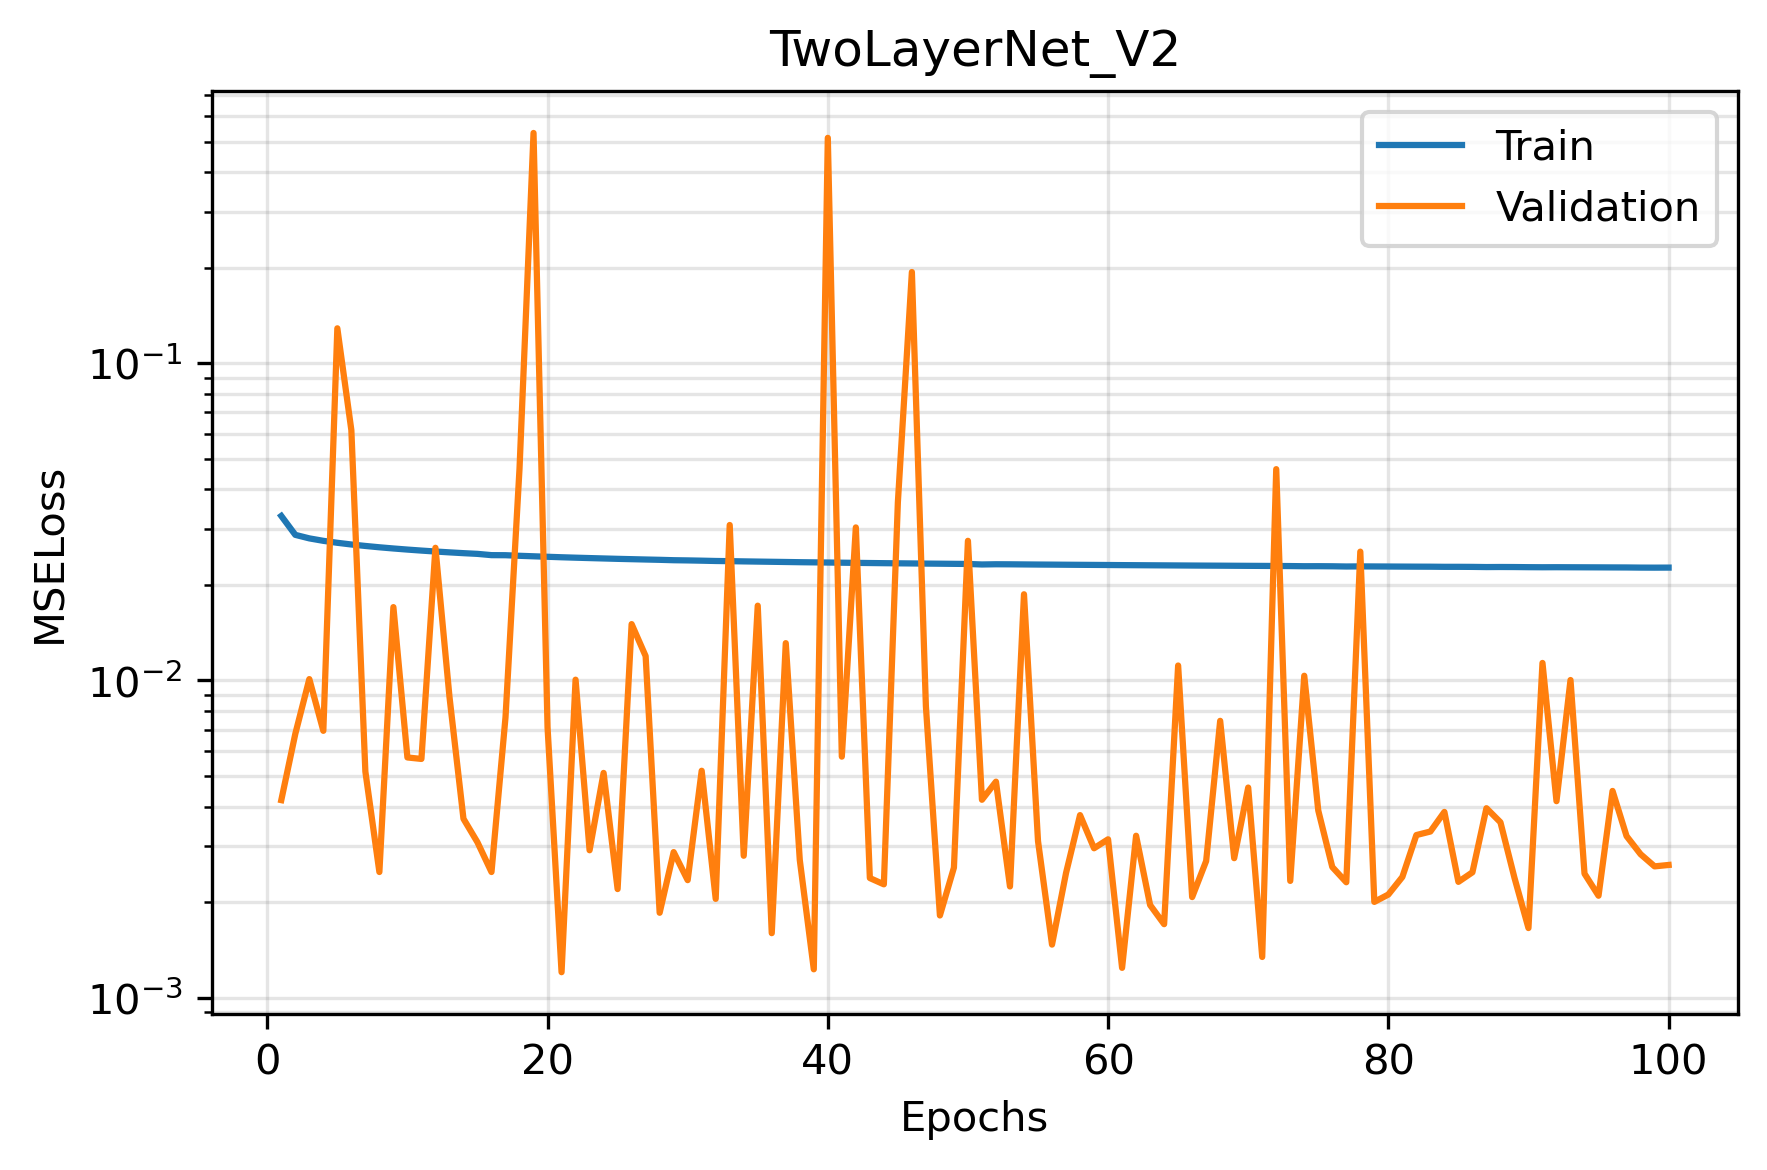 TwoLayerNet_V2
Train
Validation
MSELoss
10⁻¹
10⁻²
10⁻³
0 20 40 60 80 100
Epochs